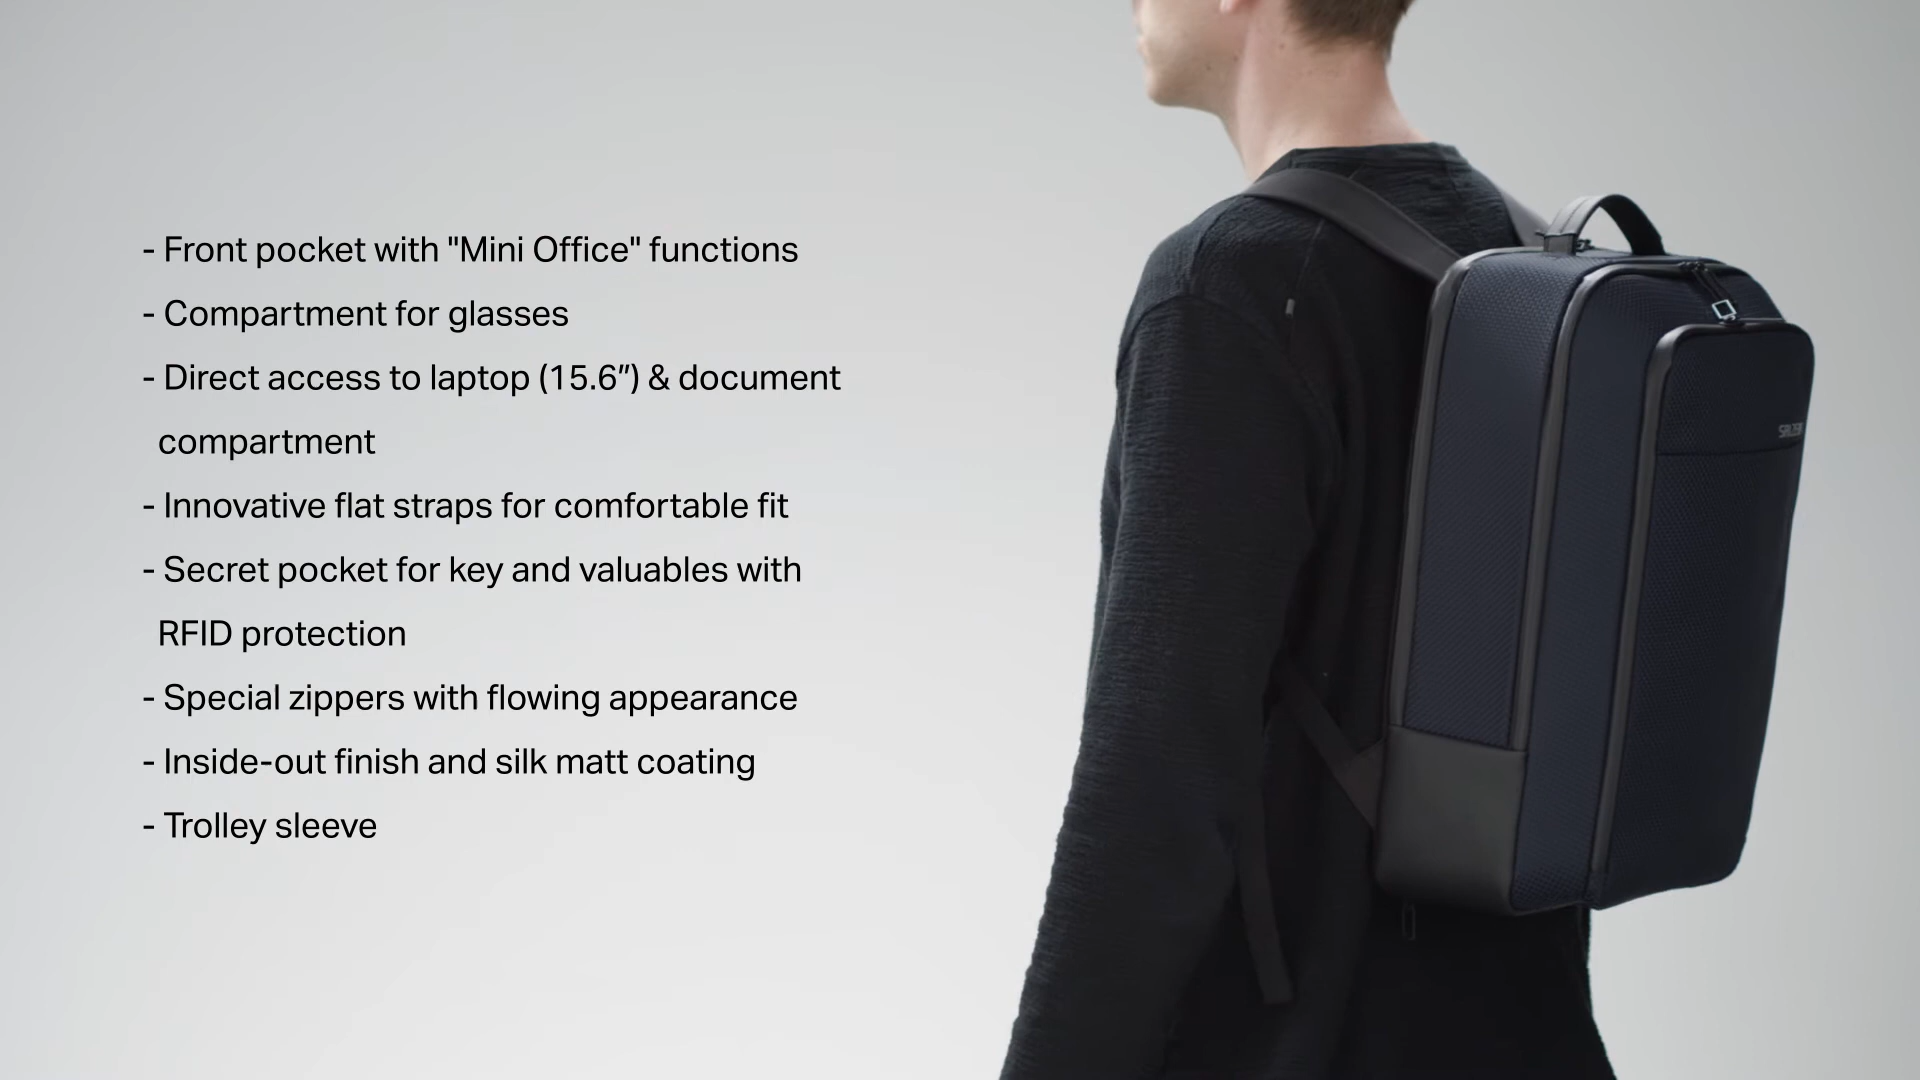 - Front pocket with "Mini Office" functions
- Compartment for glasses
- Direct access to laptop (15.6″) & document
compartment
- Innovative flat straps for comfortable fit
- Secret pocket for key and valuables with
RFID protection
- Special zippers with flowing appearance
- Inside-out finish and silk matt coating
- Trolley sleeve